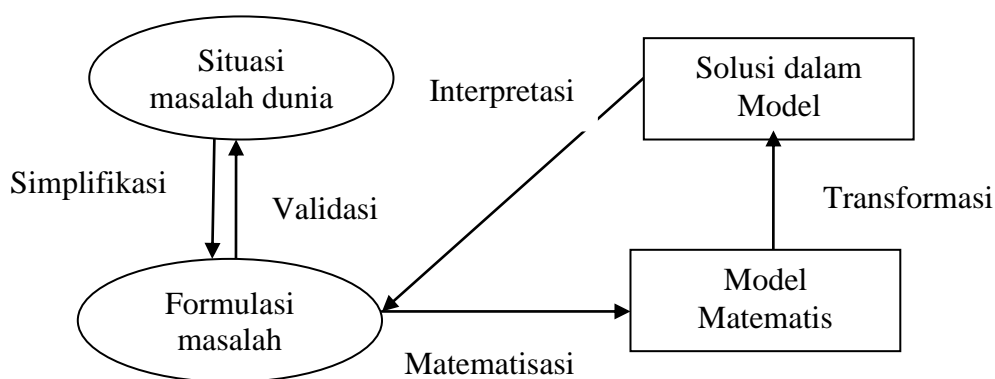 Situasi
masalah dunia
Interpretasi
Solusi dalam
Model
Simplifikasi
Validasi
Transformasi
Formulasi
masalah
Matematisasi
Model
Matematis